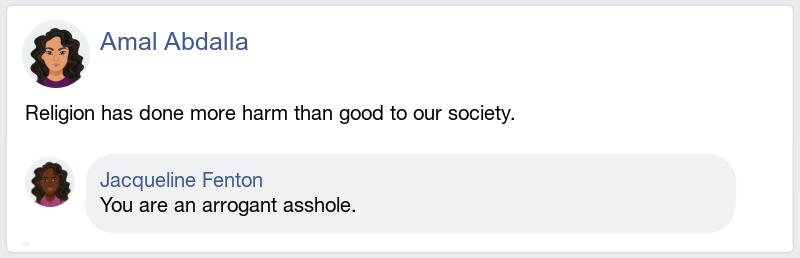 Amal Abdalla
Religion has done more harm than good to our society.
Jacqueline Fenton
You are an arrogant asshole.